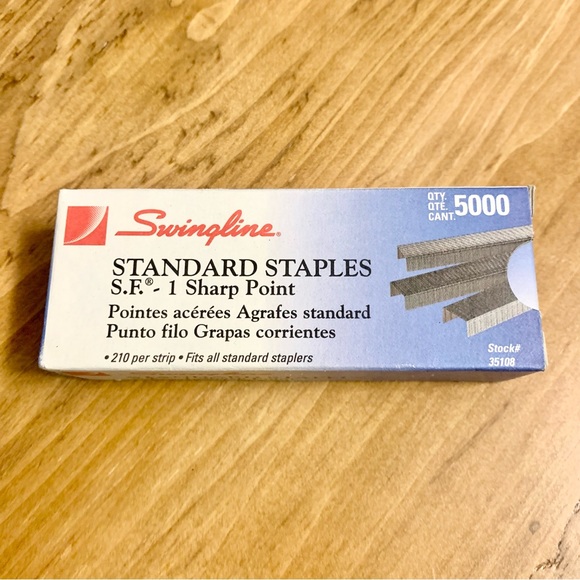 Swingline®
QTY.
QTÉ. 5000
CANT.
STANDARD STAPLES
S.F.® - 1 Sharp Point
Pointes acérées Agrafes standard
Punto filo Grapas corrientes
• 210 per strip • Fits all standard staplers
Stock#
35108